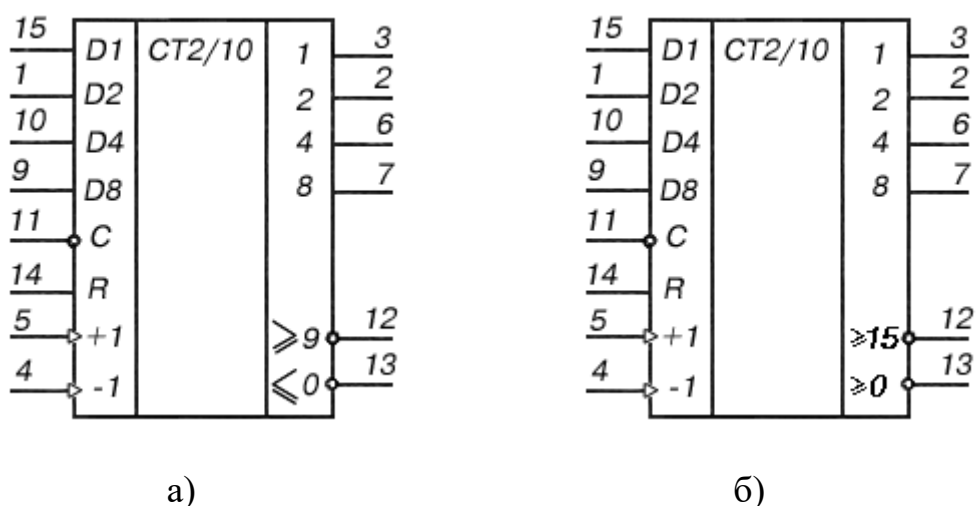 15 D1 CT2/10 1 3
1 D2 2 2
10 D4 4 6
9 D8 8 7
11 C
14 R
5 +1 ⩾9 12
4 -1 ⩽0 13
а)
15 D1 CT2/10 1 3
1 D2 2 2
10 D4 4 6
9 D8 8 7
11 C
14 R
5 +1 ⩾15 12
4 -1 ⩾0 13
б)